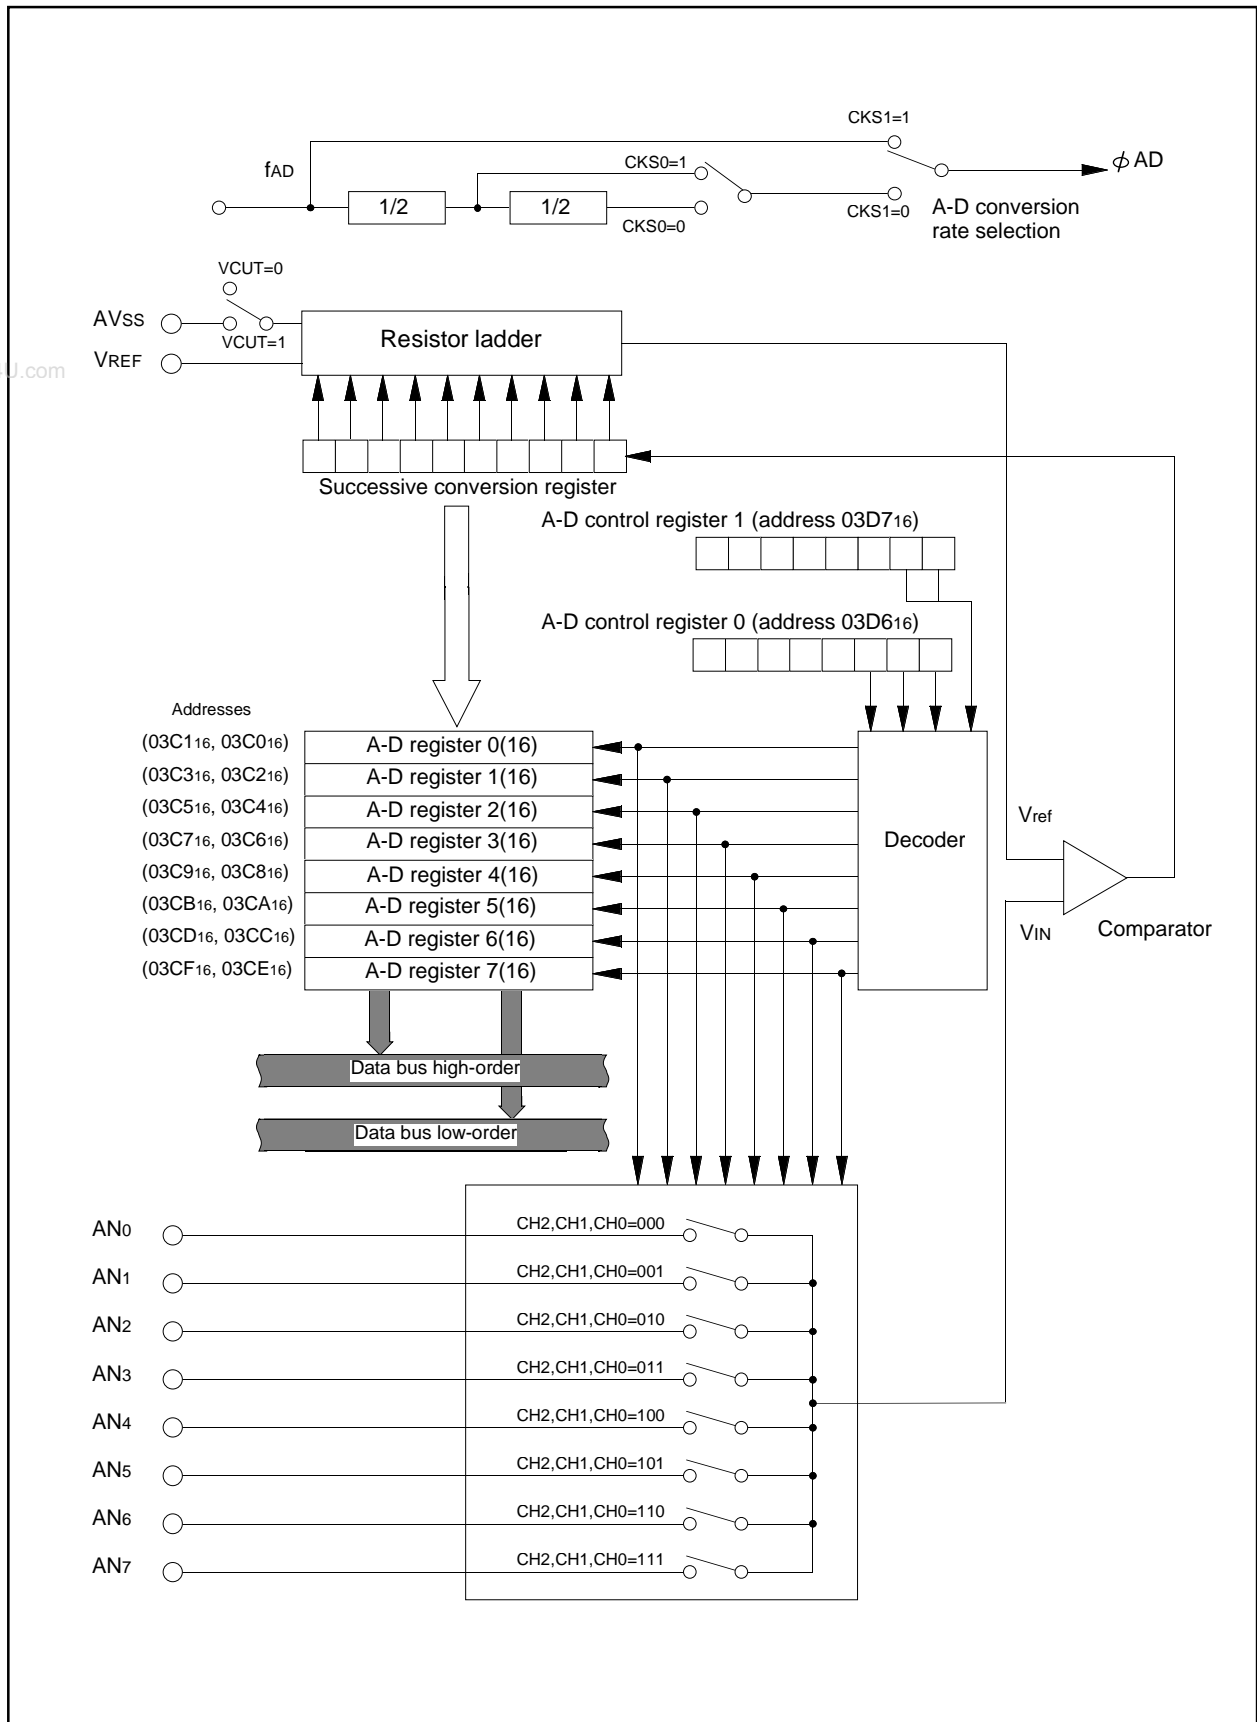 CKS1=1
fAD
CKS0=1
ϕ AD
1/2
1/2
CKS0=0
CKS1=0
A-D conversion
rate selection
VCUT=0
AVSS
VCUT=1
Resistor ladder
VREF
U.com
Successive conversion register
A-D control register 1 (address 03D716)
A-D control register 0 (address 03D616)
Addresses
(03C116, 03C016)
A-D register 0(16)
(03C316, 03C216)
A-D register 1(16)
(03C516, 03C416)
A-D register 2(16)
(03C716, 03C616)
A-D register 3(16)
(03C916, 03C816)
A-D register 4(16)
(03CB16, 03CA16)
A-D register 5(16)
(03CD16, 03CC16)
A-D register 6(16)
(03CF16, 03CE16)
A-D register 7(16)
Decoder
Vref
VIN
Comparator
Data bus high-order
Data bus low-order
AN0
CH2,CH1,CH0=000
AN1
CH2,CH1,CH0=001
AN2
CH2,CH1,CH0=010
AN3
CH2,CH1,CH0=011
AN4
CH2,CH1,CH0=100
AN5
CH2,CH1,CH0=101
AN6
CH2,CH1,CH0=110
AN7
CH2,CH1,CH0=111